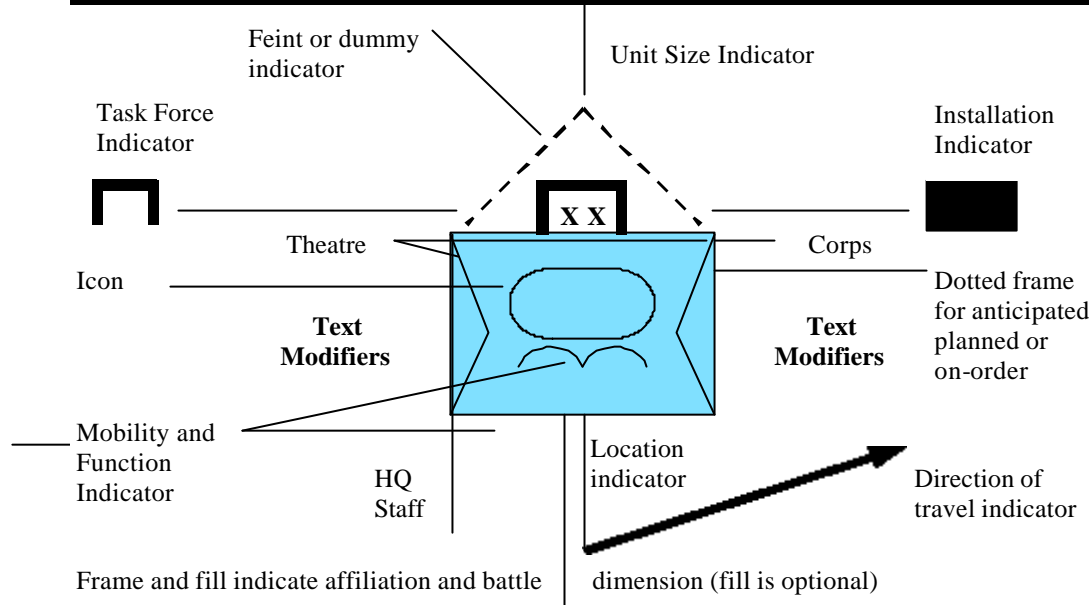 Feint or dummy
indicator
Unit Size Indicator
Task Force
Indicator
Installation
Indicator
X X
Theatre
Corps
Icon
Dotted frame
for anticipated
planned or
on-order
Text
Modifiers
Text
Modifiers
Mobility and
Function
Indicator
HQ
Staff
Location
indicator
Direction of
travel indicator
Frame and fill indicate affiliation and battle dimension (fill is optional)